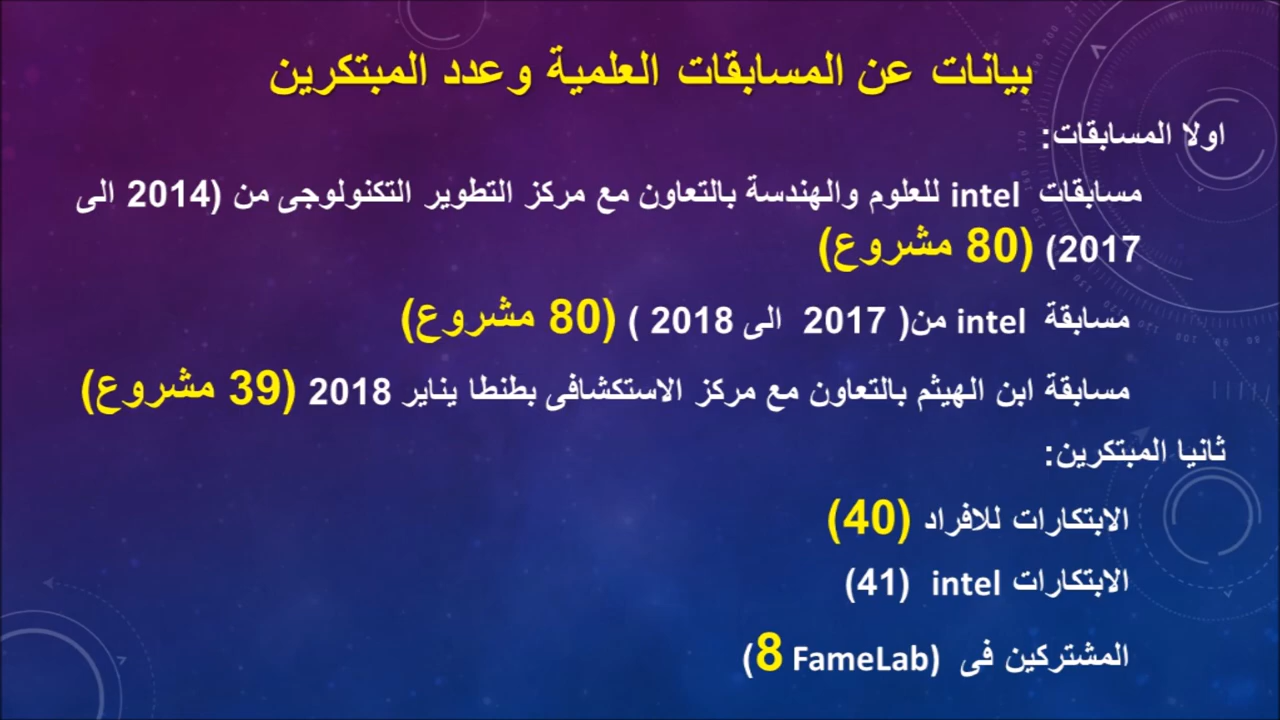 بيانات عن المسابقات العلمية وعدد المبتكرين
اولا المسابقات:
مسابقات intel للعلوم والهندسة بالتعاون مع مركز التطوير التكنولوجى من (2014 الى
2017) (80 مشروع)
مسابقة intel من( 2017 الى 2018 ) (80 مشروع)
مسابقة ابن الهيثم بالتعاون مع مركز الاستكشافى بطنطا يناير 2018 (39 مشروع)
ثانيا المبتكرين:
الابتكارات للافراد (40)
الابتكارات intel (41)
المشتركين فى (FameLab 8)